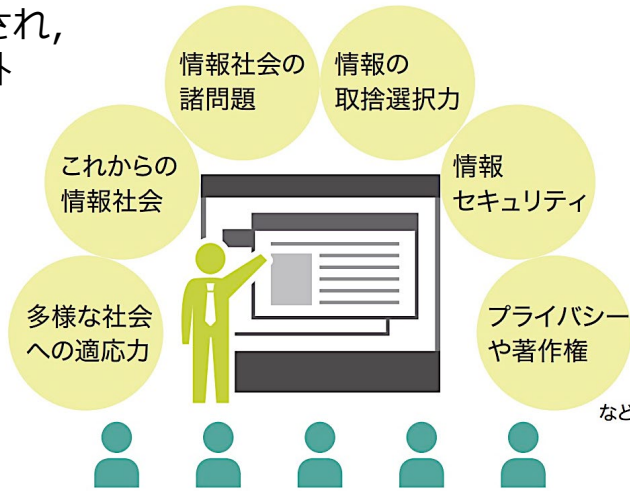 され,
外
情報社会の
諸問題
情報の
取捨選択力
これからの
情報社会
情報
セキュリティ
多様な社会
への適応力
プライバシー
や著作権
など